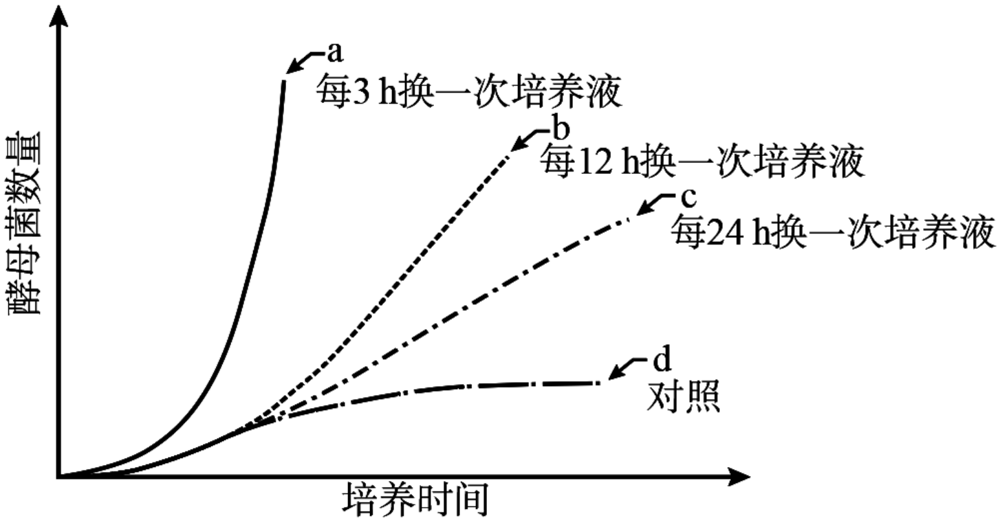 a
每3 h换一次培养液
b
每12 h换一次培养液
c
每24 h换一次培养液
d
对照
酵母菌数量
培养时间